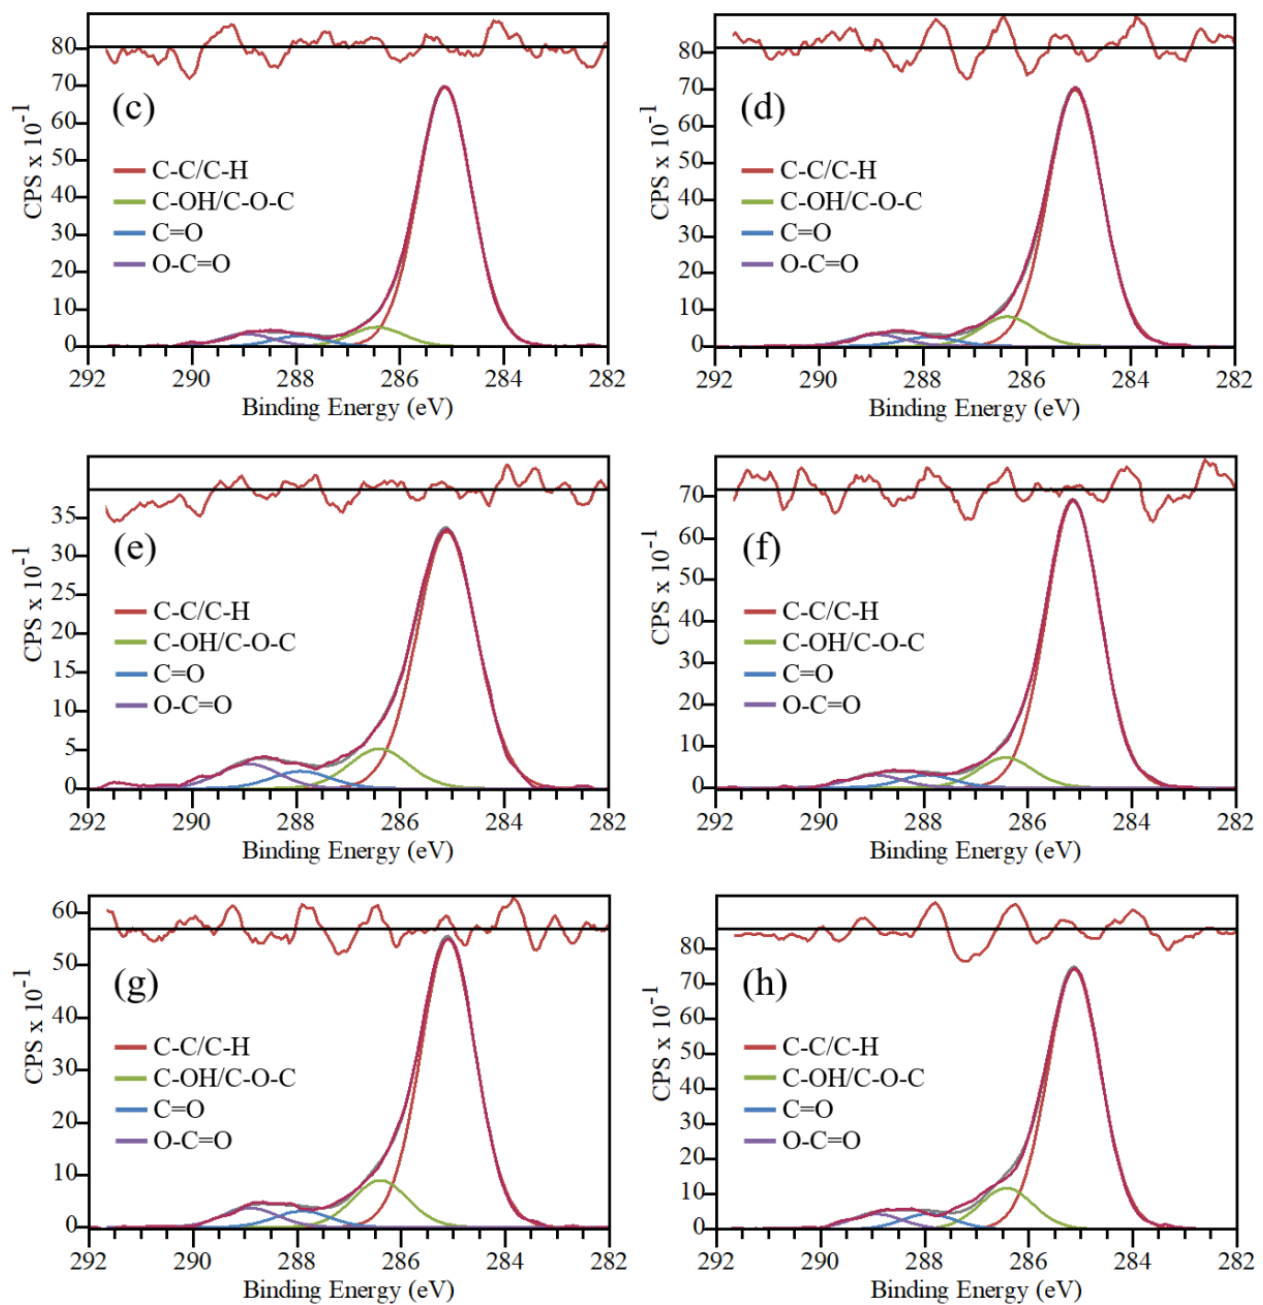 80
70
60
50
40
30
20
10
0
CPS x 10-1
(c)
C-C/C-H
C-OH/C-O-C
C=O
O-C=O
292 290 288 286 284 282
Binding Energy (eV)
80
70
60
50
40
30
20
10
0
CPS x 10-1
(d)
C-C/C-H
C-OH/C-O-C
C=O
O-C=O
292 290 288 286 284 282
Binding Energy (eV)
35
30
25
20
15
10
5
0
CPS x 10-1
(e)
C-C/C-H
C-OH/C-O-C
C=O
O-C=O
292 290 288 286 284 282
Binding Energy (eV)
70
60
50
40
30
20
10
0
CPS x 10-1
(f)
C-C/C-H
C-OH/C-O-C
C=O
O-C=O
292 290 288 286 284 282
Binding Energy (eV)
60
50
40
30
20
10
0
CPS x 10-1
(g)
C-C/C-H
C-OH/C-O-C
C=O
O-C=O
292 290 288 286 284 282
Binding Energy (eV)
80
70
60
50
40
30
20
10
0
CPS x 10-1
(h)
C-C/C-H
C-OH/C-O-C
C=O
O-C=O
292 290 288 286 284 282
Binding Energy (eV)